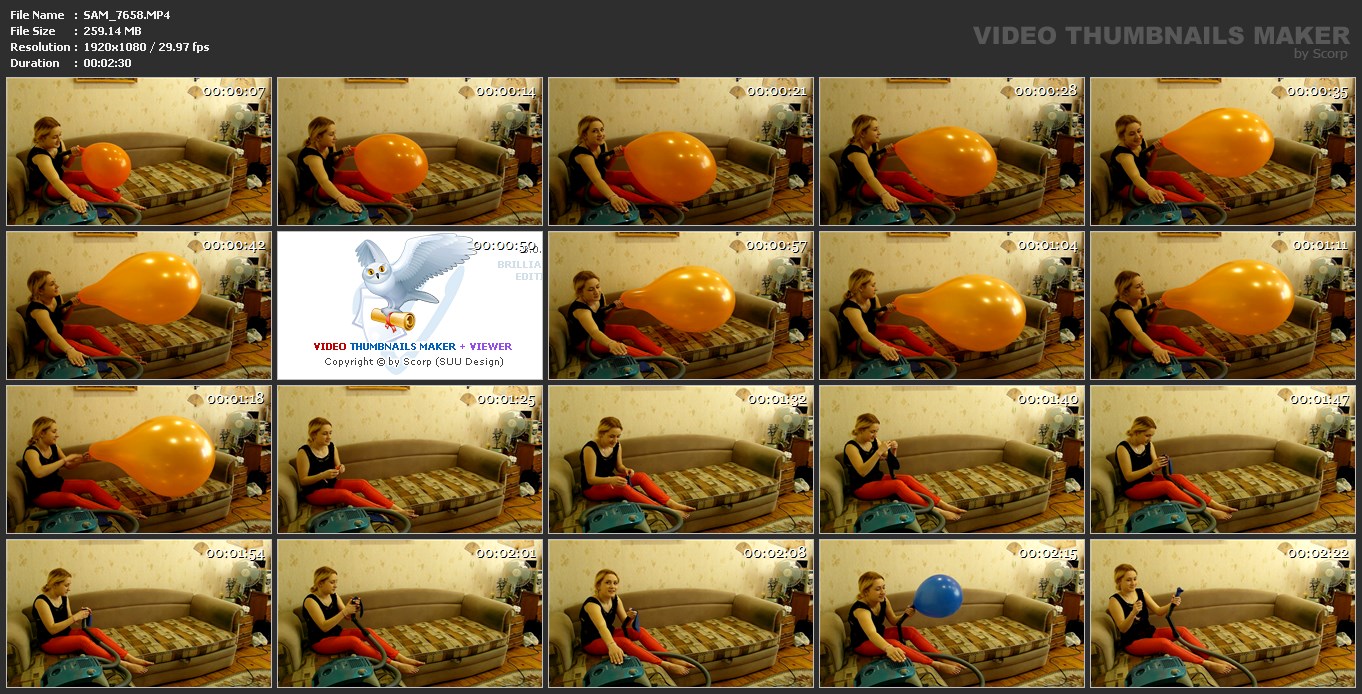 File Name : SAM_7658.MP4
File Size : 259.14 MB
Resolution : 1920x1080 / 29.97 fps
Duration : 00:02:30
VIDEO THUMBNAILS MAKER
by Scorp
00:00:07
00:00:14
00:00:21
00:00:28
00:00:35
00:00:42
00:00:50
BRILLIA
EDIT
VIDEO THUMBNAILS MAKER + VIEWER
Copyright © by Scorp (SUU Design)
00:00:57
00:01:04
00:01:11
00:01:18
00:01:25
00:01:32
00:01:40
00:01:47
00:01:54
00:02:01
00:02:08
00:02:15
00:02:22